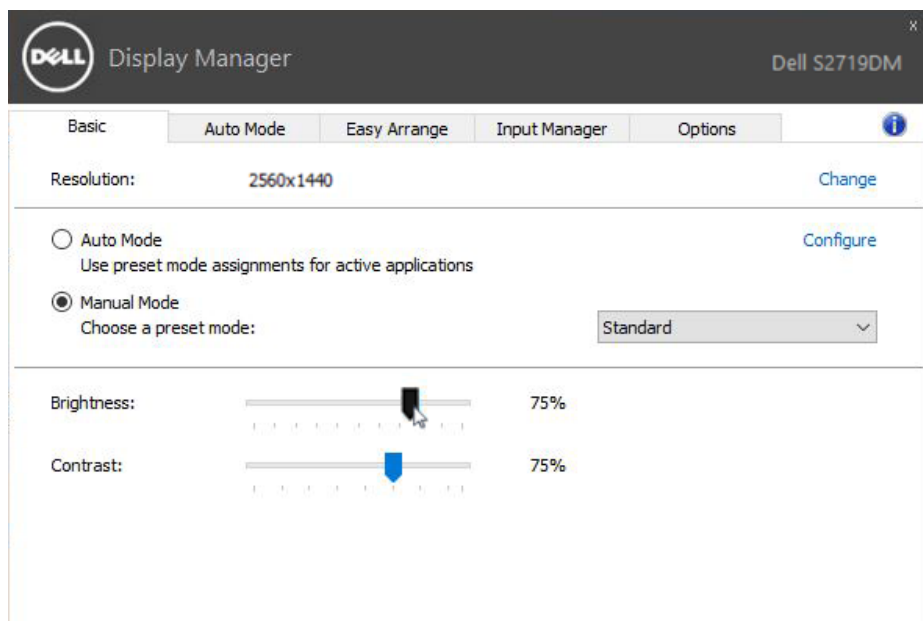 x
DELL Display Manager
Dell S2719DM
Basic Auto Mode Easy Arrange Input Manager Options i
Resolution: 2560x1440 Change
Auto Mode Configure
Use preset mode assignments for active applications
Manual Mode
Choose a preset mode: Standard
Brightness: 75%
Contrast: 75%